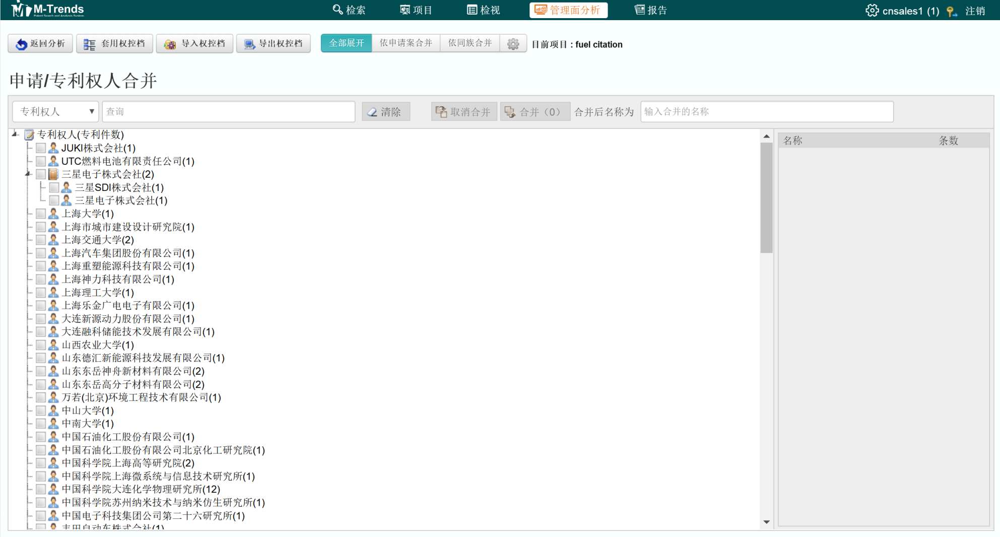 M-Trends
Patent Search and Analysis System
检索
项目
检视
管理面分析
报告
cnsales1 (1)
注销
返回分析
套用权控档
导入权控档
导出权控档
全部展开
依申请案合并
依同族合并
目前项目 : fuel citation
申请/专利权人合并
专利权人
查询
清除
取消合并
合并（0）
合并后名称为
输入合并的名称
专利权人(专利件数)
JUKI株式会社(1)
UTC燃料电池有限责任公司(1)
三星电子株式会社(2)
三星SDI株式会社(1)
三星电子株式会社(1)
上海大学(1)
上海市城市建设设计研究院(1)
上海交通大学(2)
上海汽车集团股份有限公司(1)
上海重塑能源科技有限公司(1)
上海神力科技有限公司(1)
上海理工大学(1)
上海乐金广电电子有限公司(1)
大连新源动力股份有限公司(1)
大连融科储能技术发展有限公司(1)
山西农业大学(1)
山东德汇新能源科技发展有限公司(1)
山东东岳神舟新材料有限公司(2)
山东东岳高分子材料有限公司(2)
万若(北京)环境工程技术有限公司(1)
中山大学(1)
中南大学(1)
中国石油化工股份有限公司(1)
中国石油化工股份有限公司北京化工研究院(1)
中国科学院上海高等研究院(2)
中国科学院上海微系统与信息技术研究所(1)
中国科学院大连化学物理研究所(12)
中国科学院苏州纳米技术与纳米仿生研究所(1)
中国电子科技集团公司第二十六研究所(1)
丰田自动车株式会社(1)
名称
条数